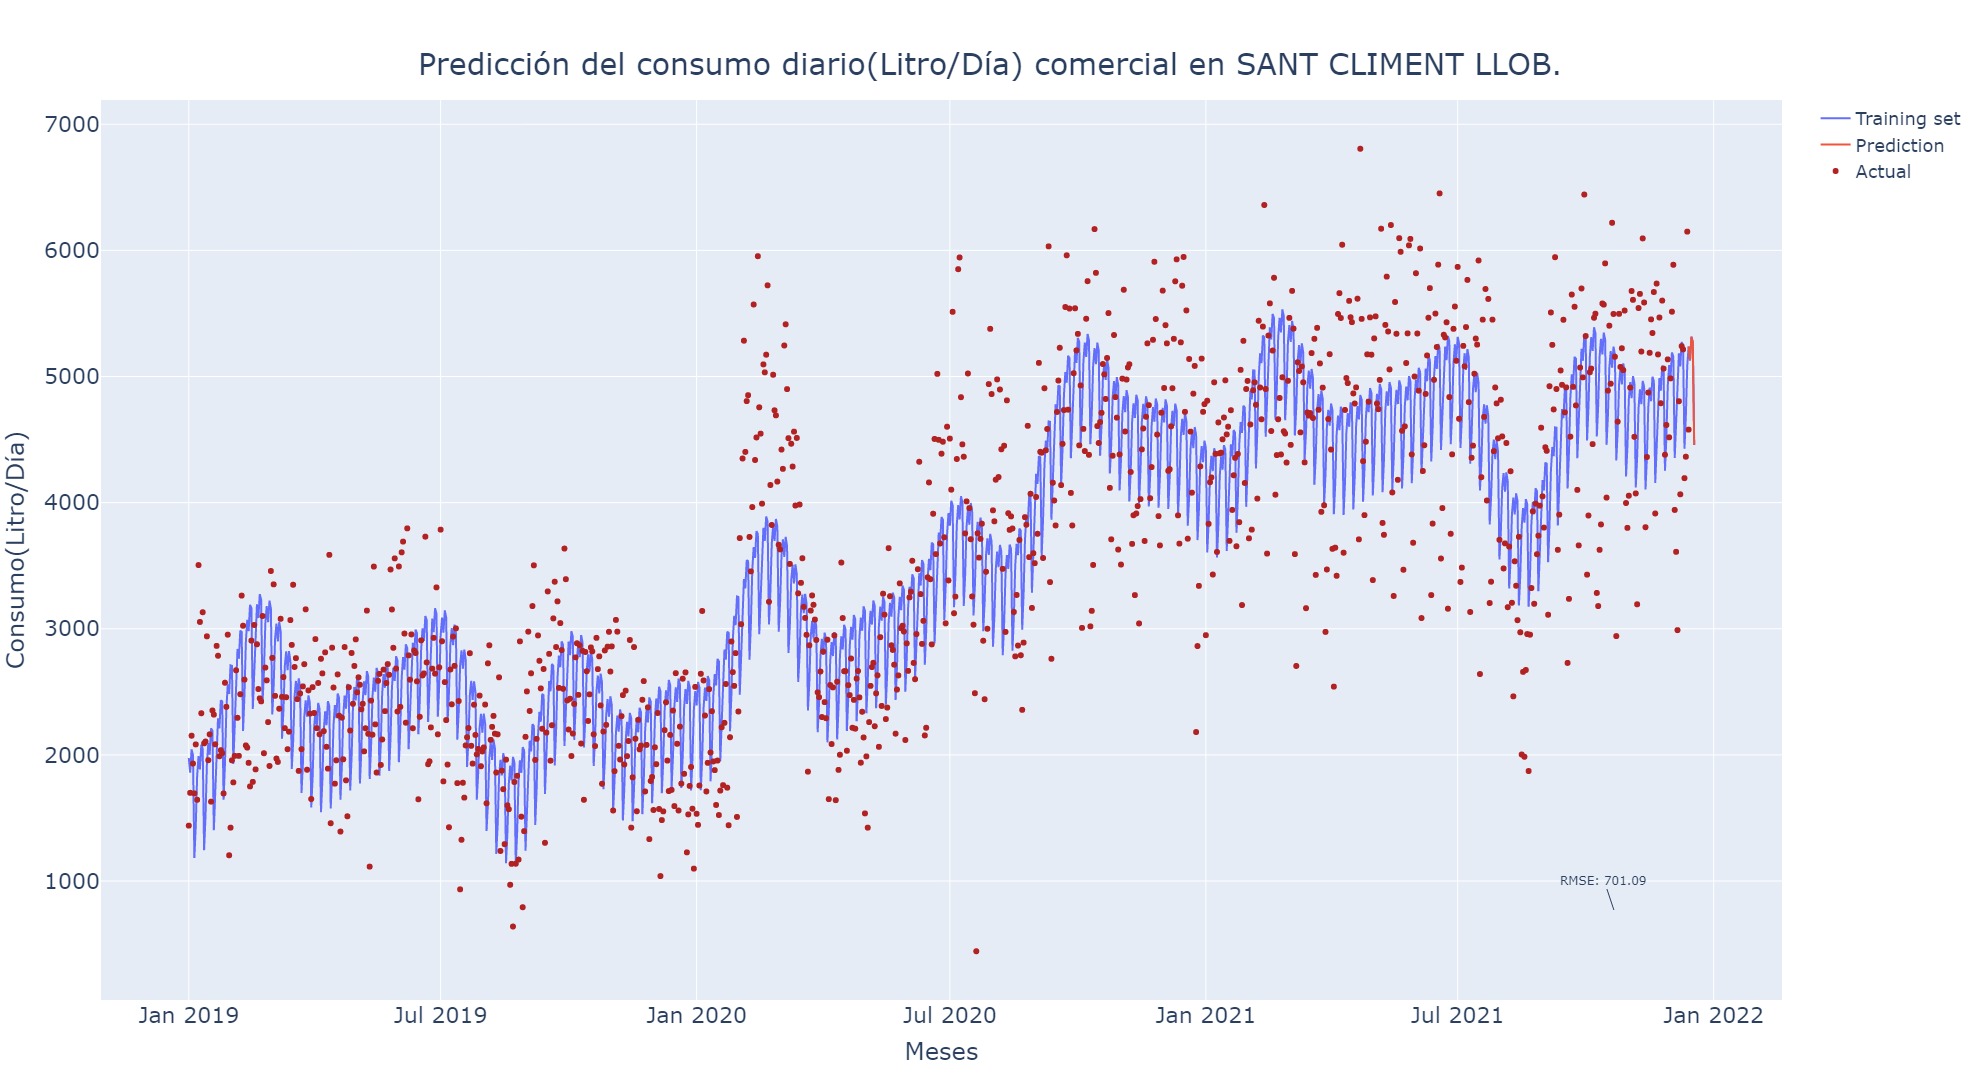 Predicción del consumo diario(Litro/Día) comercial en SANT CLIMENT LLOB.
Training set
Prediction
Actual
Consumo(Litro/Día)
7000
6000
5000
4000
3000
2000
1000
RMSE: 701.09
Jan 2019
Jul 2019
Jan 2020
Jul 2020
Jan 2021
Jul 2021
Jan 2022
Meses